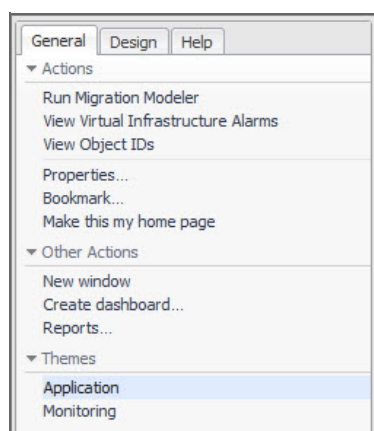 General Design Help
Actions
Run Migration Modeler
View Virtual Infrastructure Alarms
View Object IDs
Properties...
Bookmark...
Make this my home page
Other Actions
New window
Create dashboard...
Reports...
Themes
Application
Monitoring